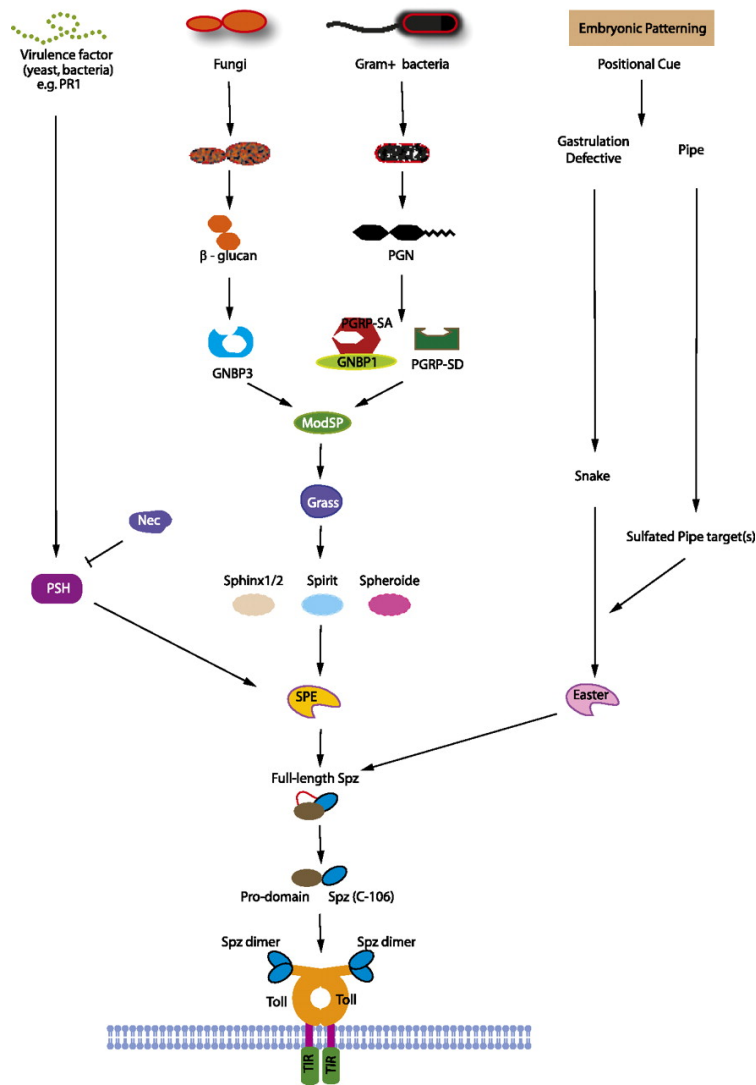 Virulence factor
(yeast, bacteria)
e.g. PR1
Fungi
Gram+ bacteria
Embryonic Patterning
Positional Cue
Gastrulation
Defective
Pipe
β - glucan
PGN
PGRP-SA
GNBP1
GNBP3
PGRP-SD
ModSP
Grass
Snake
Nec
Sulfated Pipe target(s)
PSH
Sphinx1/2
Spirit
Spheroide
SPE
Easter
Full-length Spz
Pro-domain
Spz (C-106)
Spz dimer
Spz dimer
Toll
Toll
TIR
TIR